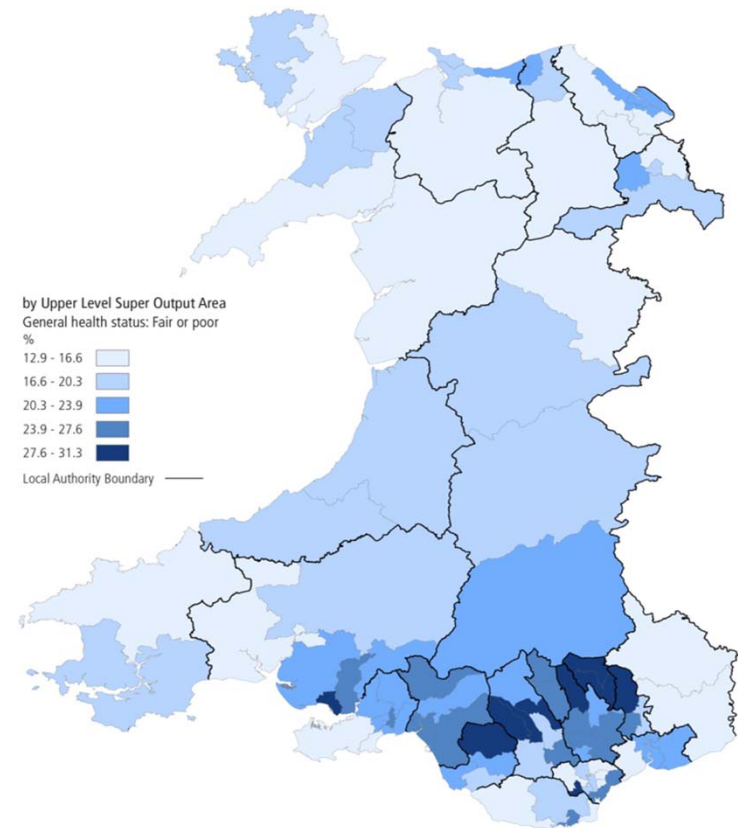 by Upper Level Super Output Area
General health status: Fair or poor
%
12.9 - 16.6
16.6 - 20.3
20.3 - 23.9
23.9 - 27.6
27.6 - 31.3
Local Authority Boundary